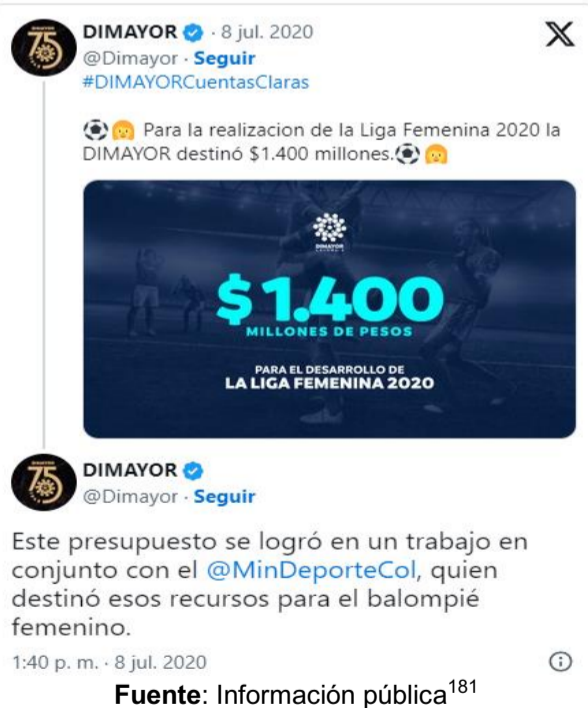 DIMAYOR · 8 jul. 2020
@Dimayor · Seguir
#DIMAYORCuentasClaras
⚽👩 Para la realizacion de la Liga Femenina 2020 la
DIMAYOR destinó $1.400 millones.⚽👩
DIMAYOR
$1.400
MILLONES DE PESOS
PARA EL DESARROLLO DE
LA LIGA FEMENINA 2020
75
DIMAYOR
@Dimayor · Seguir
Este presupuesto se logró en un trabajo en
conjunto con el @MinDeporteCol, quien
destinó esos recursos para el balompié
femenino.
1:40 p. m. · 8 jul. 2020
Fuente: Información pública181